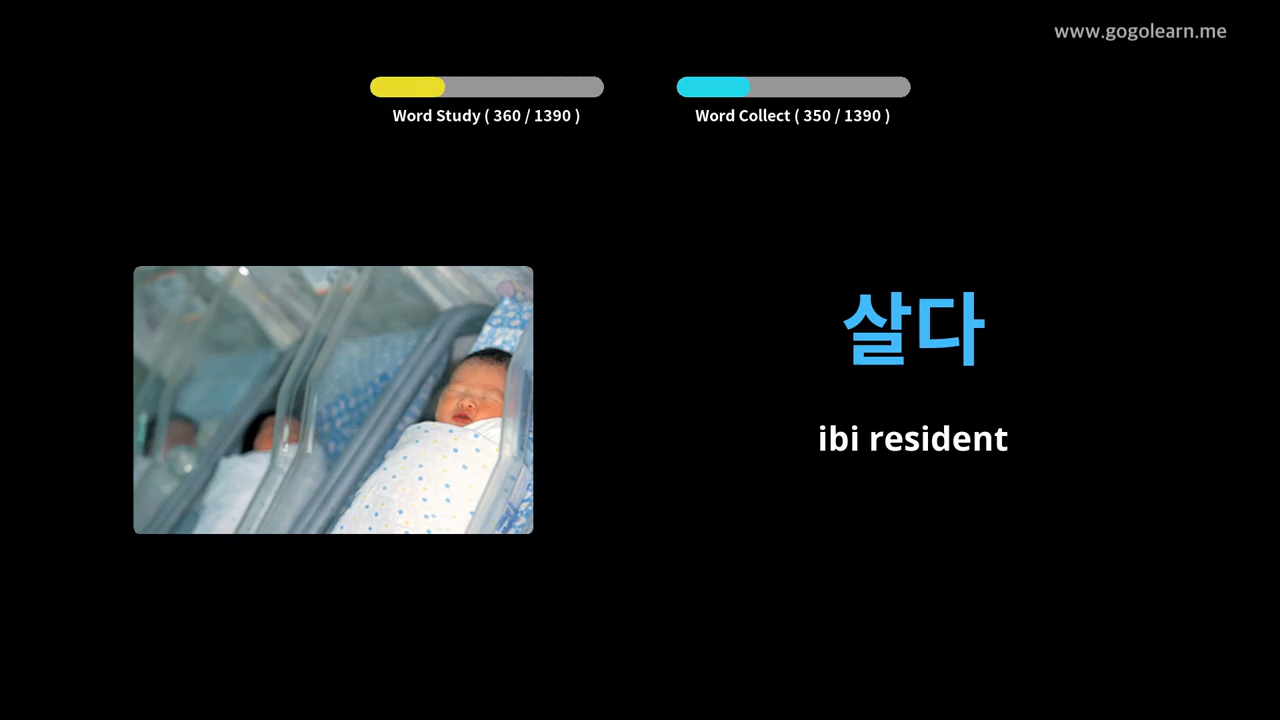 www.gogolearn.me
Word Study ( 360 / 1390 )
Word Collect ( 350 / 1390 )
살다
ibi resident